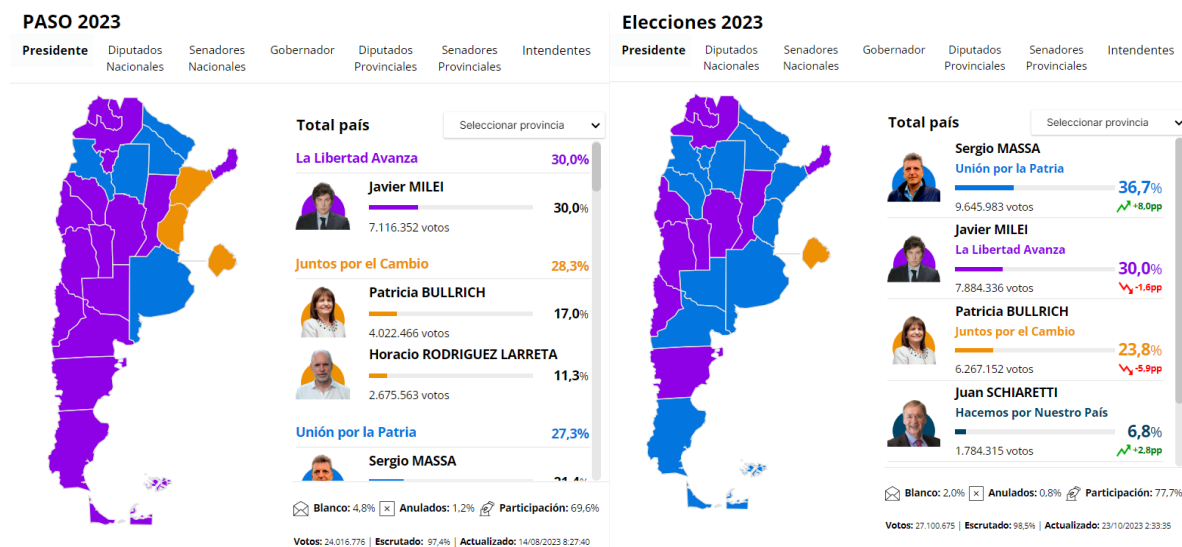 PASO 2023
Presidente
Diputados
Nacionales
Senadores
Nacionales
Gobernador
Diputados
Provinciales
Senadores
Provinciales
Intendentes
Total país
Seleccionar provincia
La Libertad Avanza 30,0%
Javier MILEI
30,0%
7.116.352 votos
Juntos por el Cambio 28,3%
Patricia BULLRICH
17,0%
4.022.466 votos
Horacio RODRIGUEZ LARRETA
11,3%
2.675.563 votos
Unión por la Patria 27,3%
Sergio MASSA
Blanco: 4,8% Anulados: 1,2% Participación: 69,6%
Votos: 24.016.776 | Escrutado: 97,4% | Actualizado: 14/08/2023 8:27:40
Elecciones 2023
Presidente
Diputados
Nacionales
Senadores
Nacionales
Gobernador
Diputados
Provinciales
Senadores
Provinciales
Intendentes
Total país
Seleccionar provincia
Sergio MASSA
Unión por la Patria
36,7%
9.645.983 votos +8,0pp
Javier MILEI
La Libertad Avanza
30,0%
7.884.336 votos -1,6pp
Patricia BULLRICH
Juntos por el Cambio
23,8%
6.267.152 votos -5,9pp
Juan SCHIARETTI
Hacemos por Nuestro País
6,8%
1.784.315 votos +2,8pp
Blanco: 2,0% Anulados: 0,8% Participación: 77,7%
Votos: 27.100.675 | Escrutado: 98,5% | Actualizado: 23/10/2023 2:33:35